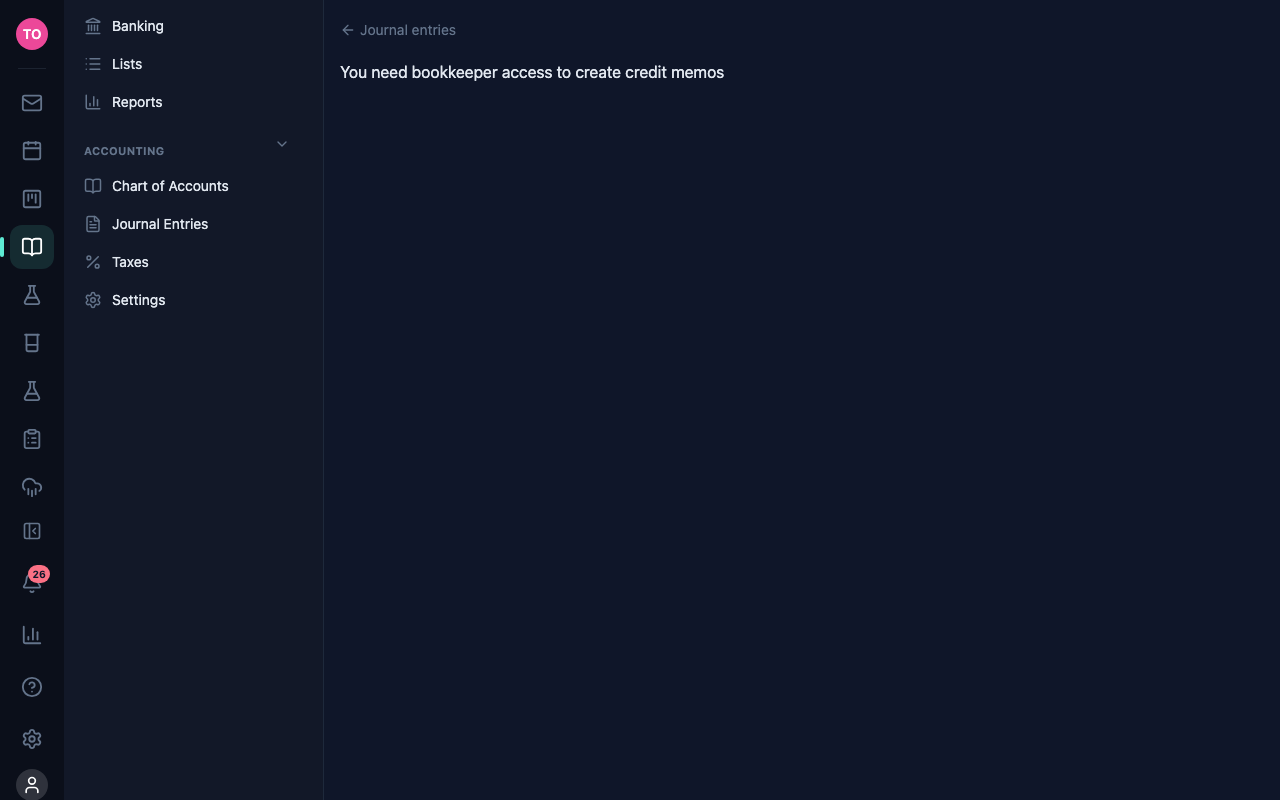 TO
Banking
Lists
Reports
ACCOUNTING
Chart of Accounts
Journal Entries
Taxes
Settings
26
Journal entries
You need bookkeeper access to create credit memos